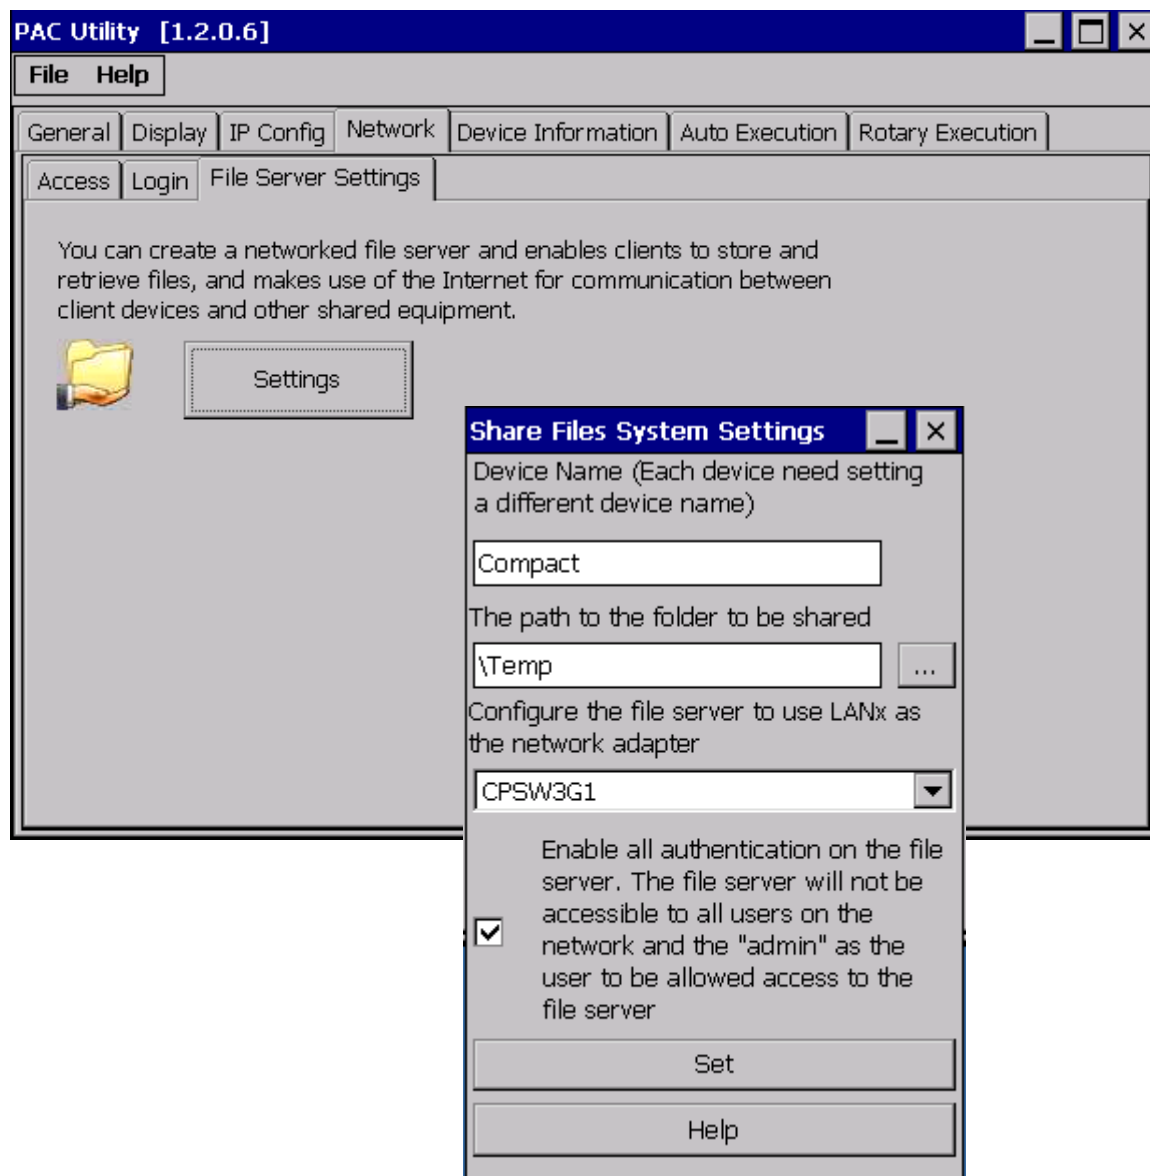 PAC Utility [1.2.0.6]
File Help
General Display IP Config Network Device Information Auto Execution Rotary Execution
Access Login File Server Settings
You can create a networked file server and enables clients to store and
retrieve files, and makes use of the Internet for communication between
client devices and other shared equipment.
Settings
Share Files System Settings
Device Name (Each device need setting
a different device name)
Compact
The path to the folder to be shared
\Temp
...
Configure the file server to use LANx as
the network adapter
CPSW3G1
Enable all authentication on the file
server. The file server will not be
accessible to all users on the
network and the "admin" as the
user to be allowed access to the
file server
Set
Help